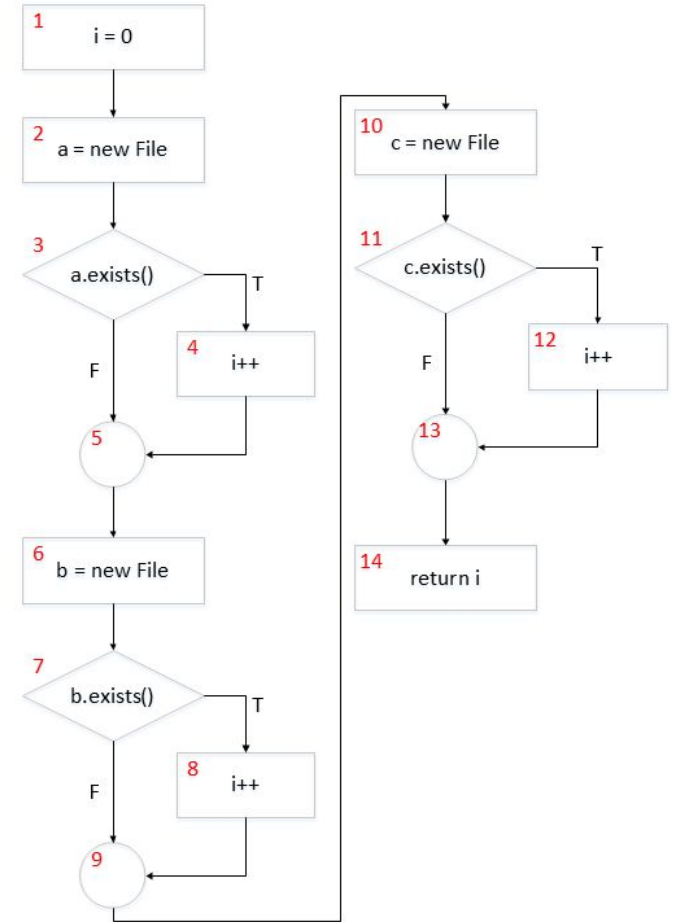 1
i = 0
2
a = new File
3
a.exists()
T
F
4
i++
5
6
b = new File
7
b.exists()
T
F
8
i++
9
10
c = new File
11
c.exists()
T
F
12
i++
13
14
return i